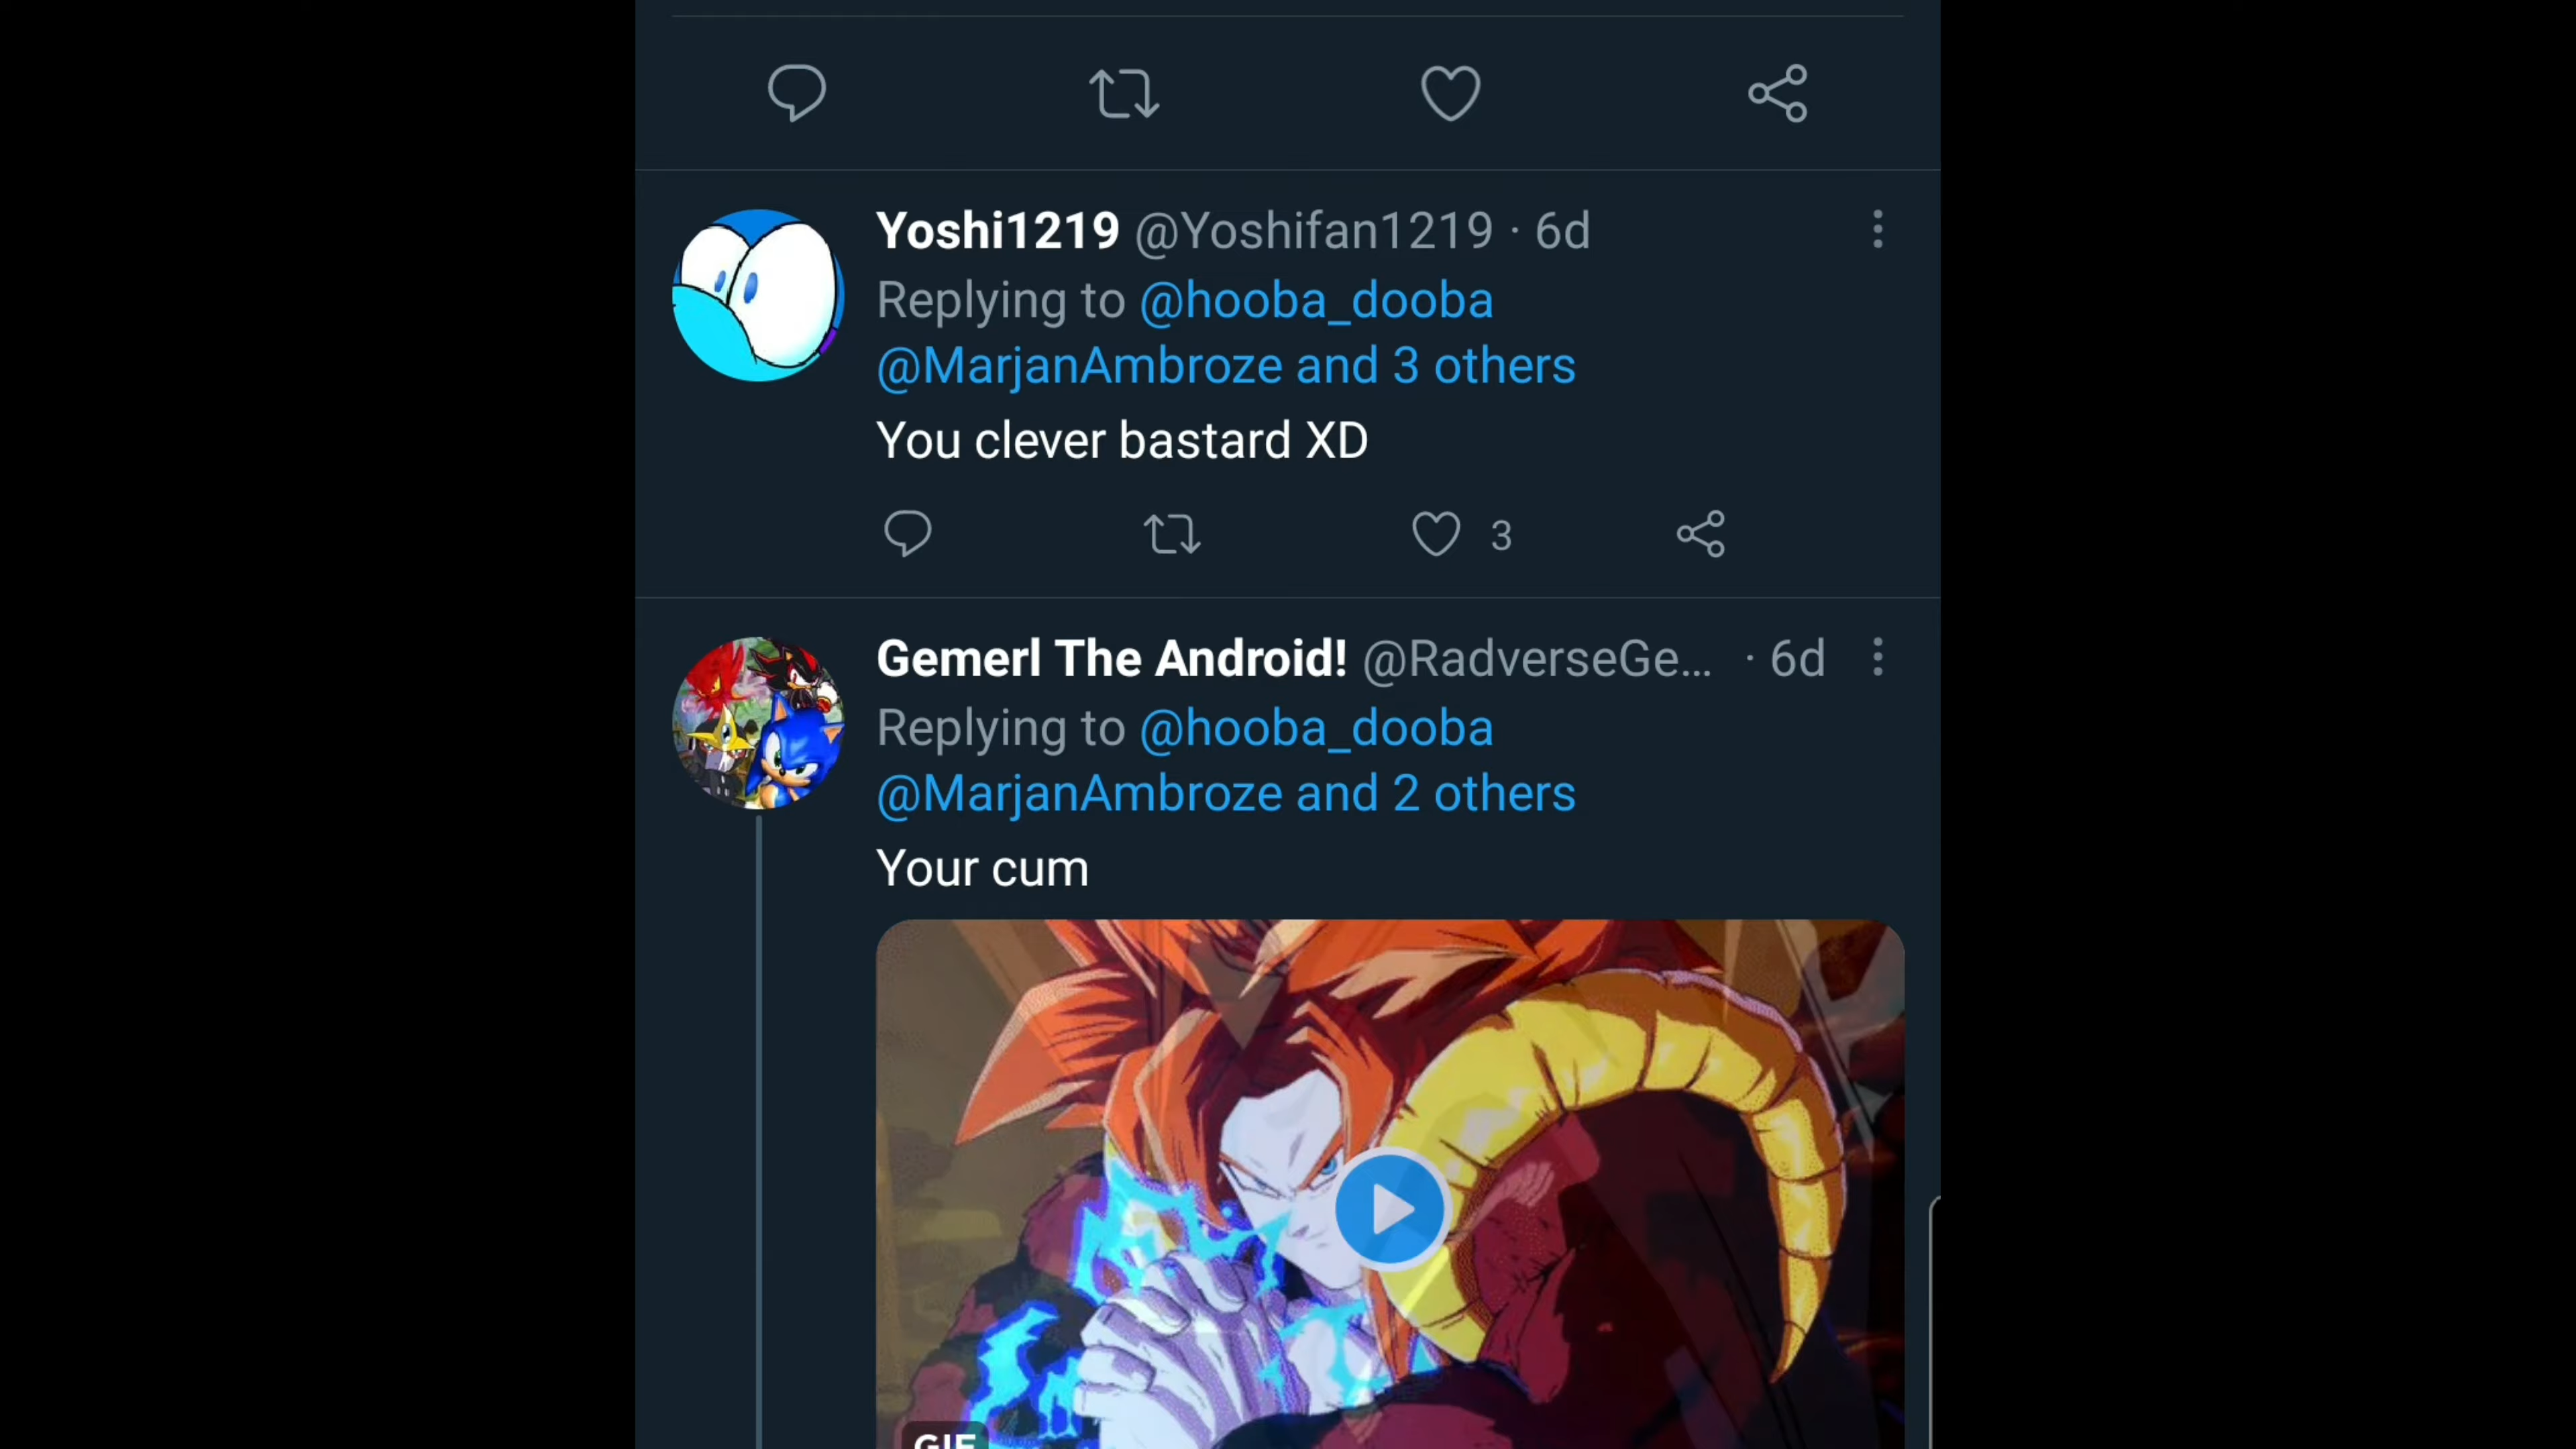 Yoshi1219 @Yoshifan1219 · 6d
Replying to @hooba_dooba
@MarjanAmbroze and 3 others
You clever bastard XD
3
Gemerl The Android! @RadverseGe... · 6d
Replying to @hooba_dooba
@MarjanAmbroze and 2 others
Your cum
GIF